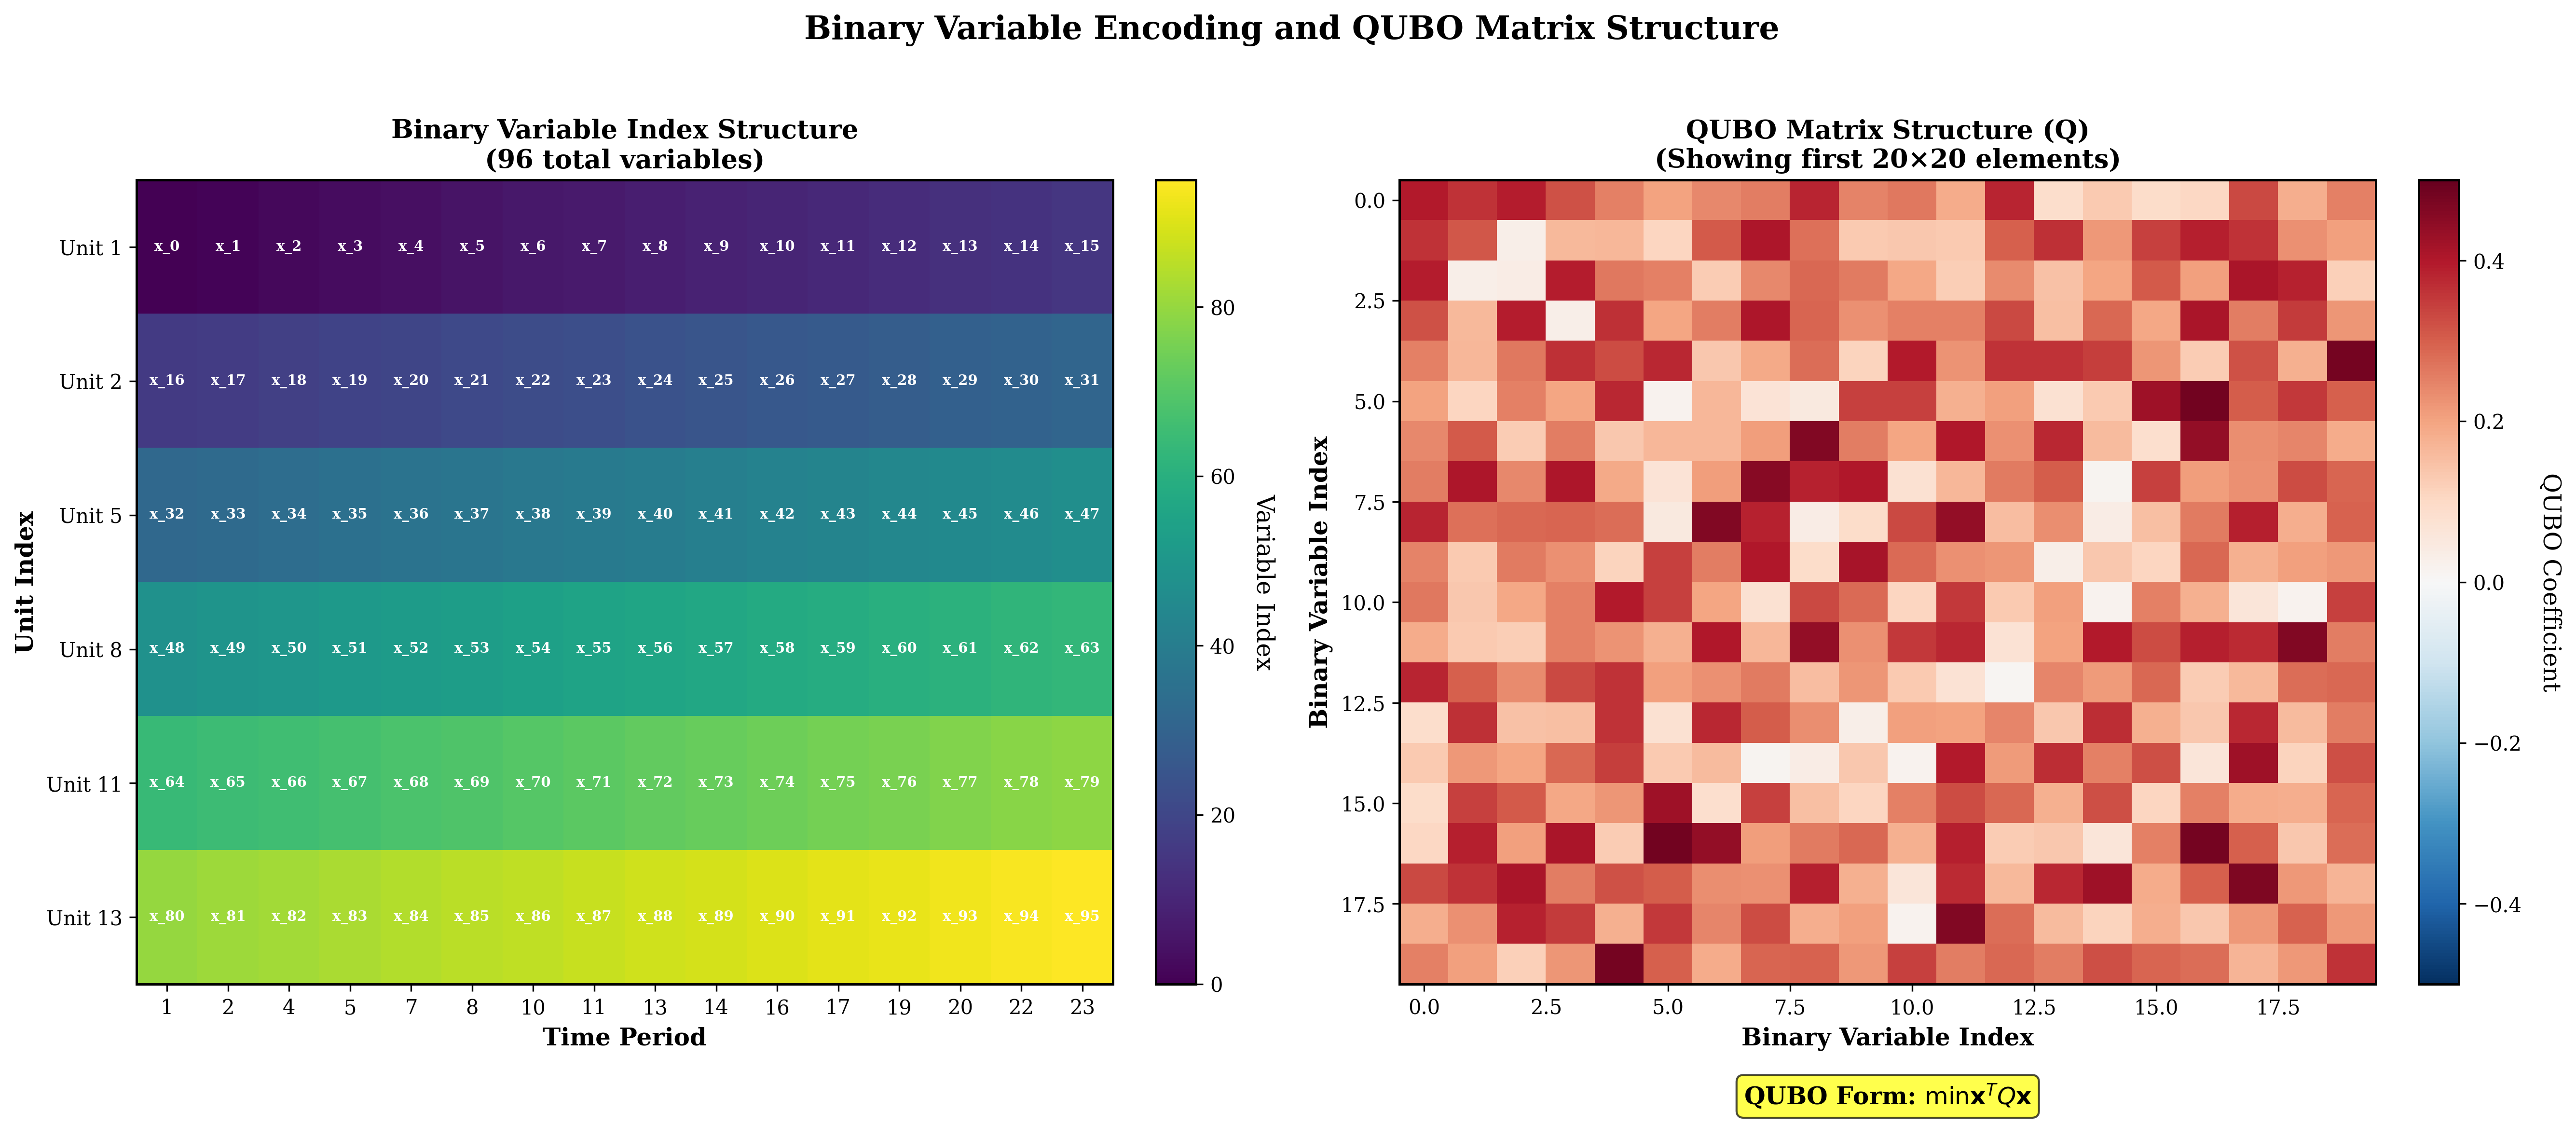 Binary Variable Encoding and QUBO Matrix Structure
Binary Variable Index Structure
(96 total variables)
Unit Index
Unit 1
x_0 x_1 x_2 x_3 x_4 x_5 x_6 x_7 x_8 x_9 x_10 x_11 x_12 x_13 x_14 x_15
Unit 2
x_16 x_17 x_18 x_19 x_20 x_21 x_22 x_23 x_24 x_25 x_26 x_27 x_28 x_29 x_30 x_31
Unit 5
x_32 x_33 x_34 x_35 x_36 x_37 x_38 x_39 x_40 x_41 x_42 x_43 x_44 x_45 x_46 x_47
Unit 8
x_48 x_49 x_50 x_51 x_52 x_53 x_54 x_55 x_56 x_57 x_58 x_59 x_60 x_61 x_62 x_63
Unit 11
x_64 x_65 x_66 x_67 x_68 x_69 x_70 x_71 x_72 x_73 x_74 x_75 x_76 x_77 x_78 x_79
Unit 13
x_80 x_81 x_82 x_83 x_84 x_85 x_86 x_87 x_88 x_89 x_90 x_91 x_92 x_93 x_94 x_95
1 2 4 5 7 8 10 11 13 14 16 17 19 20 22 23
Time Period
80
60
40
20
0
Variable Index
QUBO Matrix Structure (Q)
(Showing first 20×20 elements)
Binary Variable Index
0.0
2.5
5.0
7.5
10.0
12.5
15.0
17.5
0.0 2.5 5.0 7.5 10.0 12.5 15.0 17.5
Binary Variable Index
0.4
0.2
0.0
−0.2
−0.4
QUBO Coefficient
QUBO Form: min𝐱ᵀQ𝐱